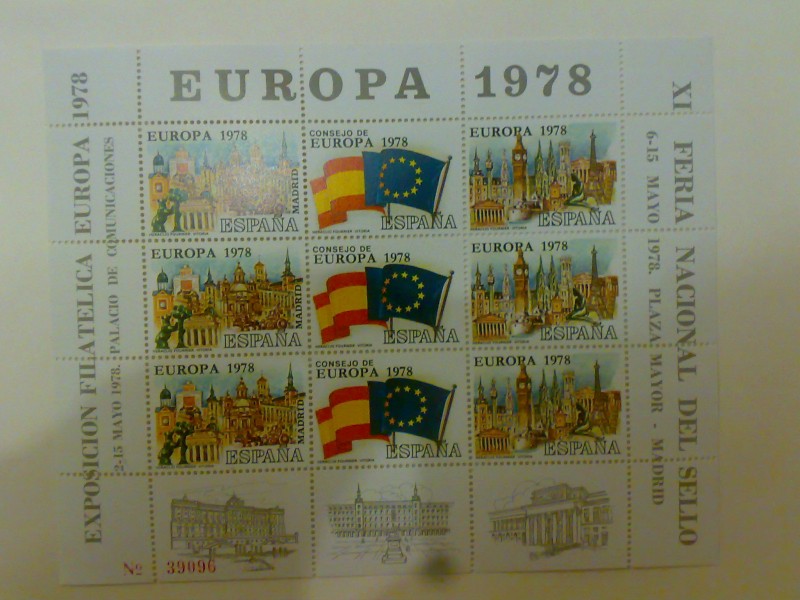 EUROPA 1978
EXPOSICION FILATELICA EUROPA 1978
2-15 MAYO 1978. PALACIO DE COMUNICACIONES
XI FERIA NACIONAL DEL SELLO
6-15 MAYO 1978. PLAZA MAYOR - MADRID
EUROPA 1978
MADRID
ESPAÑA
CONSEJO DE
EUROPA 1978
ESPAÑA
EUROPA 1978
ESPAÑA
EUROPA 1978
MADRID
ESPAÑA
CONSEJO DE
EUROPA 1978
ESPAÑA
EUROPA 1978
ESPAÑA
EUROPA 1978
MADRID
ESPAÑA
CONSEJO DE
EUROPA 1978
ESPAÑA
EUROPA 1978
ESPAÑA
Nº 39096